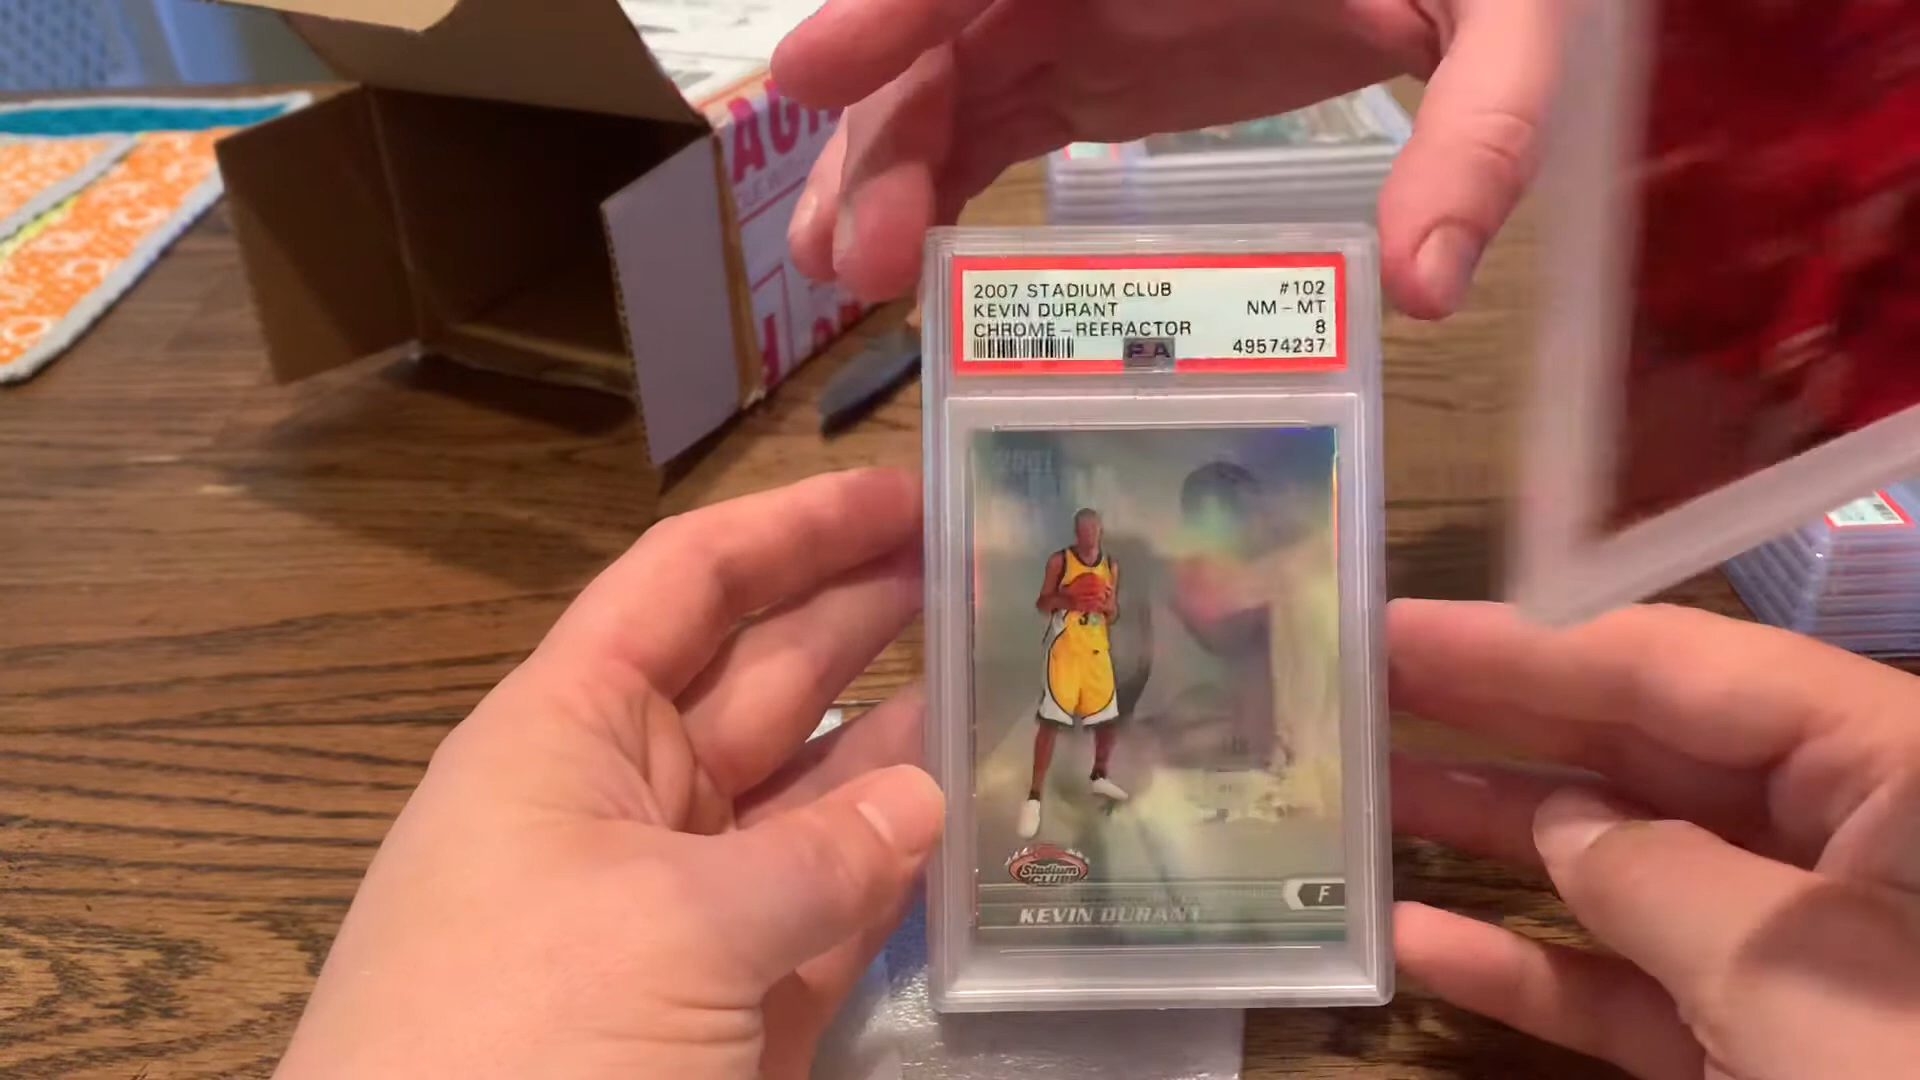 2007 STADIUM CLUB #102
KEVIN DURANT NM-MT
CHROME-REFRACTOR 8
49574237
Stadium
CLUB
F
KEVIN DURANT